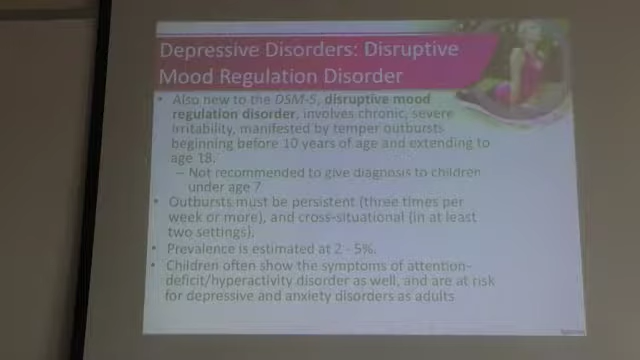 Depressive Disorders: Disruptive
Mood Regulation Disorder
• Also new to the DSM-5, disruptive mood
regulation disorder, involves chronic, severe
irritability, manifested by temper outbursts
beginning before 10 years of age and extending to
age 18.
– Not recommended to give diagnosis to children
under age 7
• Outbursts must be persistent (three times per
week or more), and cross-situational (in at least
two settings).
• Prevalence is estimated at 2 - 5%.
• Children often show the symptoms of attention-
deficit/hyperactivity disorder as well, and are at risk
for depressive and anxiety disorders as adults